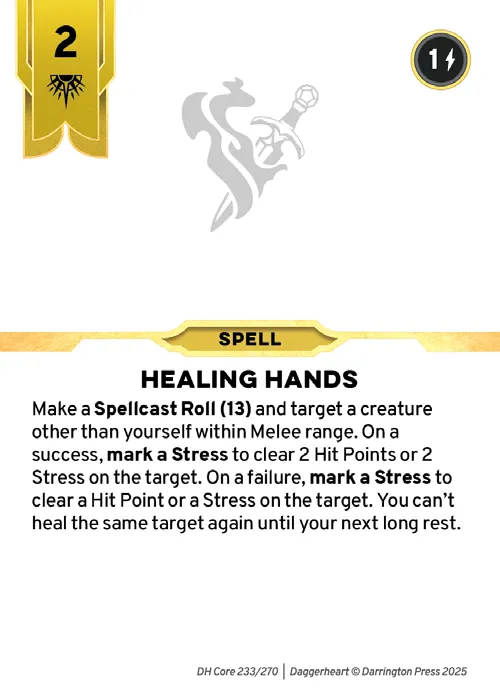 2
1
SPELL
HEALING HANDS
Make a Spellcast Roll (13) and target a creature
other than yourself within Melee range. On a
success, mark a Stress to clear 2 Hit Points or 2
Stress on the target. On a failure, mark a Stress to
clear a Hit Point or a Stress on the target. You can’t
heal the same target again until your next long rest.
DH Core 233/270 | Daggerheart © Darrington Press 2025